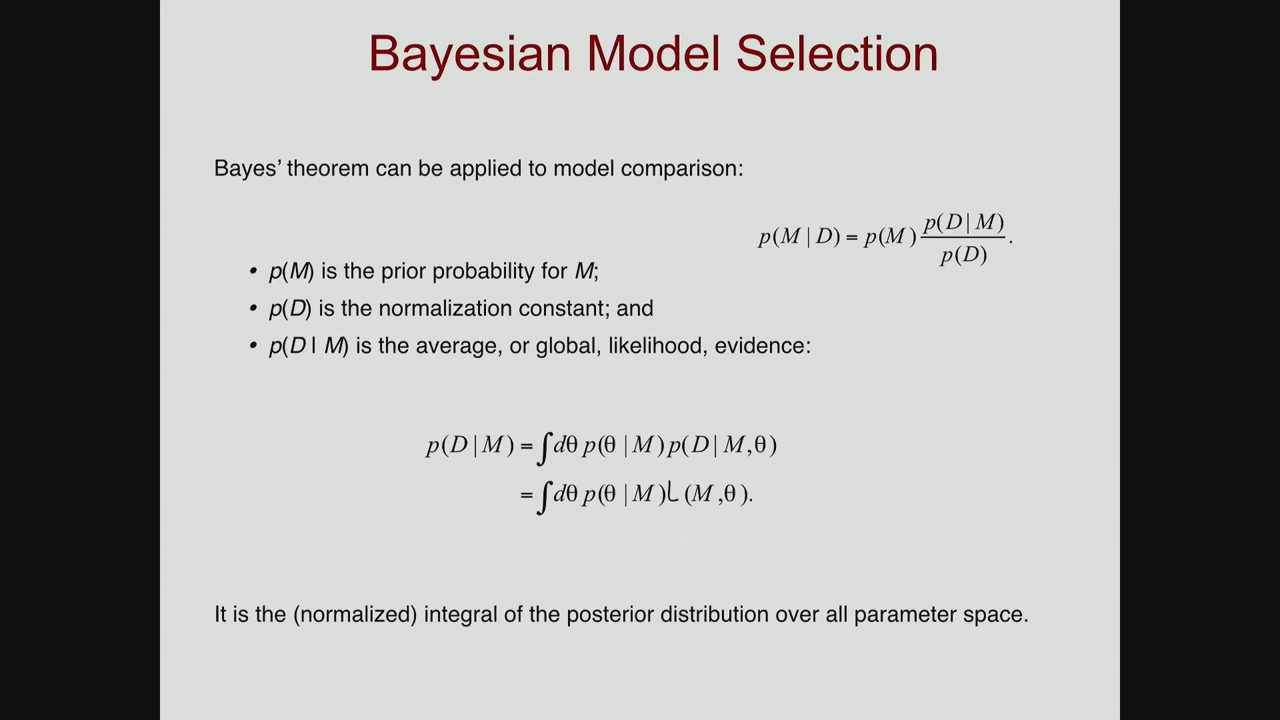 Bayesian Model Selection
Bayes’ theorem can be applied to model comparison:
p(M | D) = p(M) p(D | M) / p(D) .
• p(M) is the prior probability for M;
• p(D) is the normalization constant; and
• p(D | M) is the average, or global, likelihood, evidence:
p(D | M) = ∫dθ p(θ | M) p(D | M,θ)
= ∫dθ p(θ | M) L (M ,θ ).
It is the (normalized) integral of the posterior distribution over all parameter space.